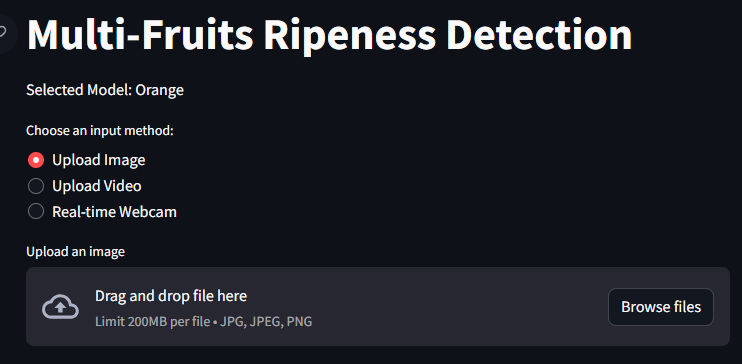 Multi-Fruits Ripeness Detection
Selected Model: Orange
Choose an input method:
Upload Image
Upload Video
Real-time Webcam
Upload an image
Drag and drop file here
Limit 200MB per file • JPG, JPEG, PNG
Browse files